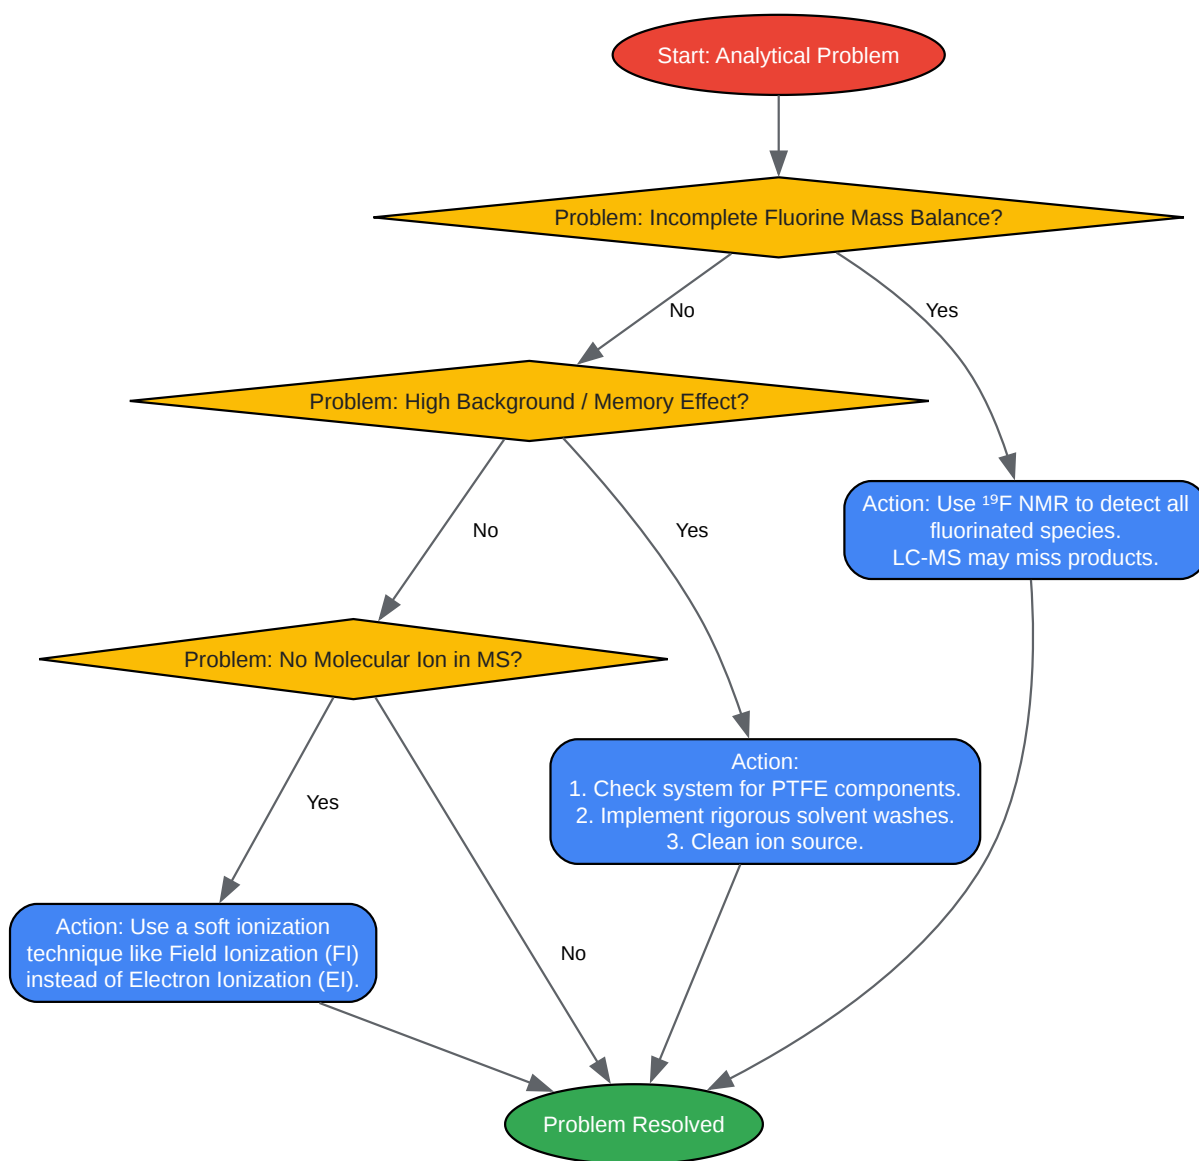 Start: Analytical Problem
Problem: Incomplete Fluorine Mass Balance?
No
Yes
Problem: High Background / Memory Effect?
Action: Use ¹⁹F NMR to detect all
fluorinated species.
LC-MS may miss products.
No
Yes
Problem: No Molecular Ion in MS?
Action:
1. Check system for PTFE components.
2. Implement rigorous solvent washes.
3. Clean ion source.
Yes
No
Action: Use a soft ionization
technique like Field Ionization (FI)
instead of Electron Ionization (EI).
Problem Resolved